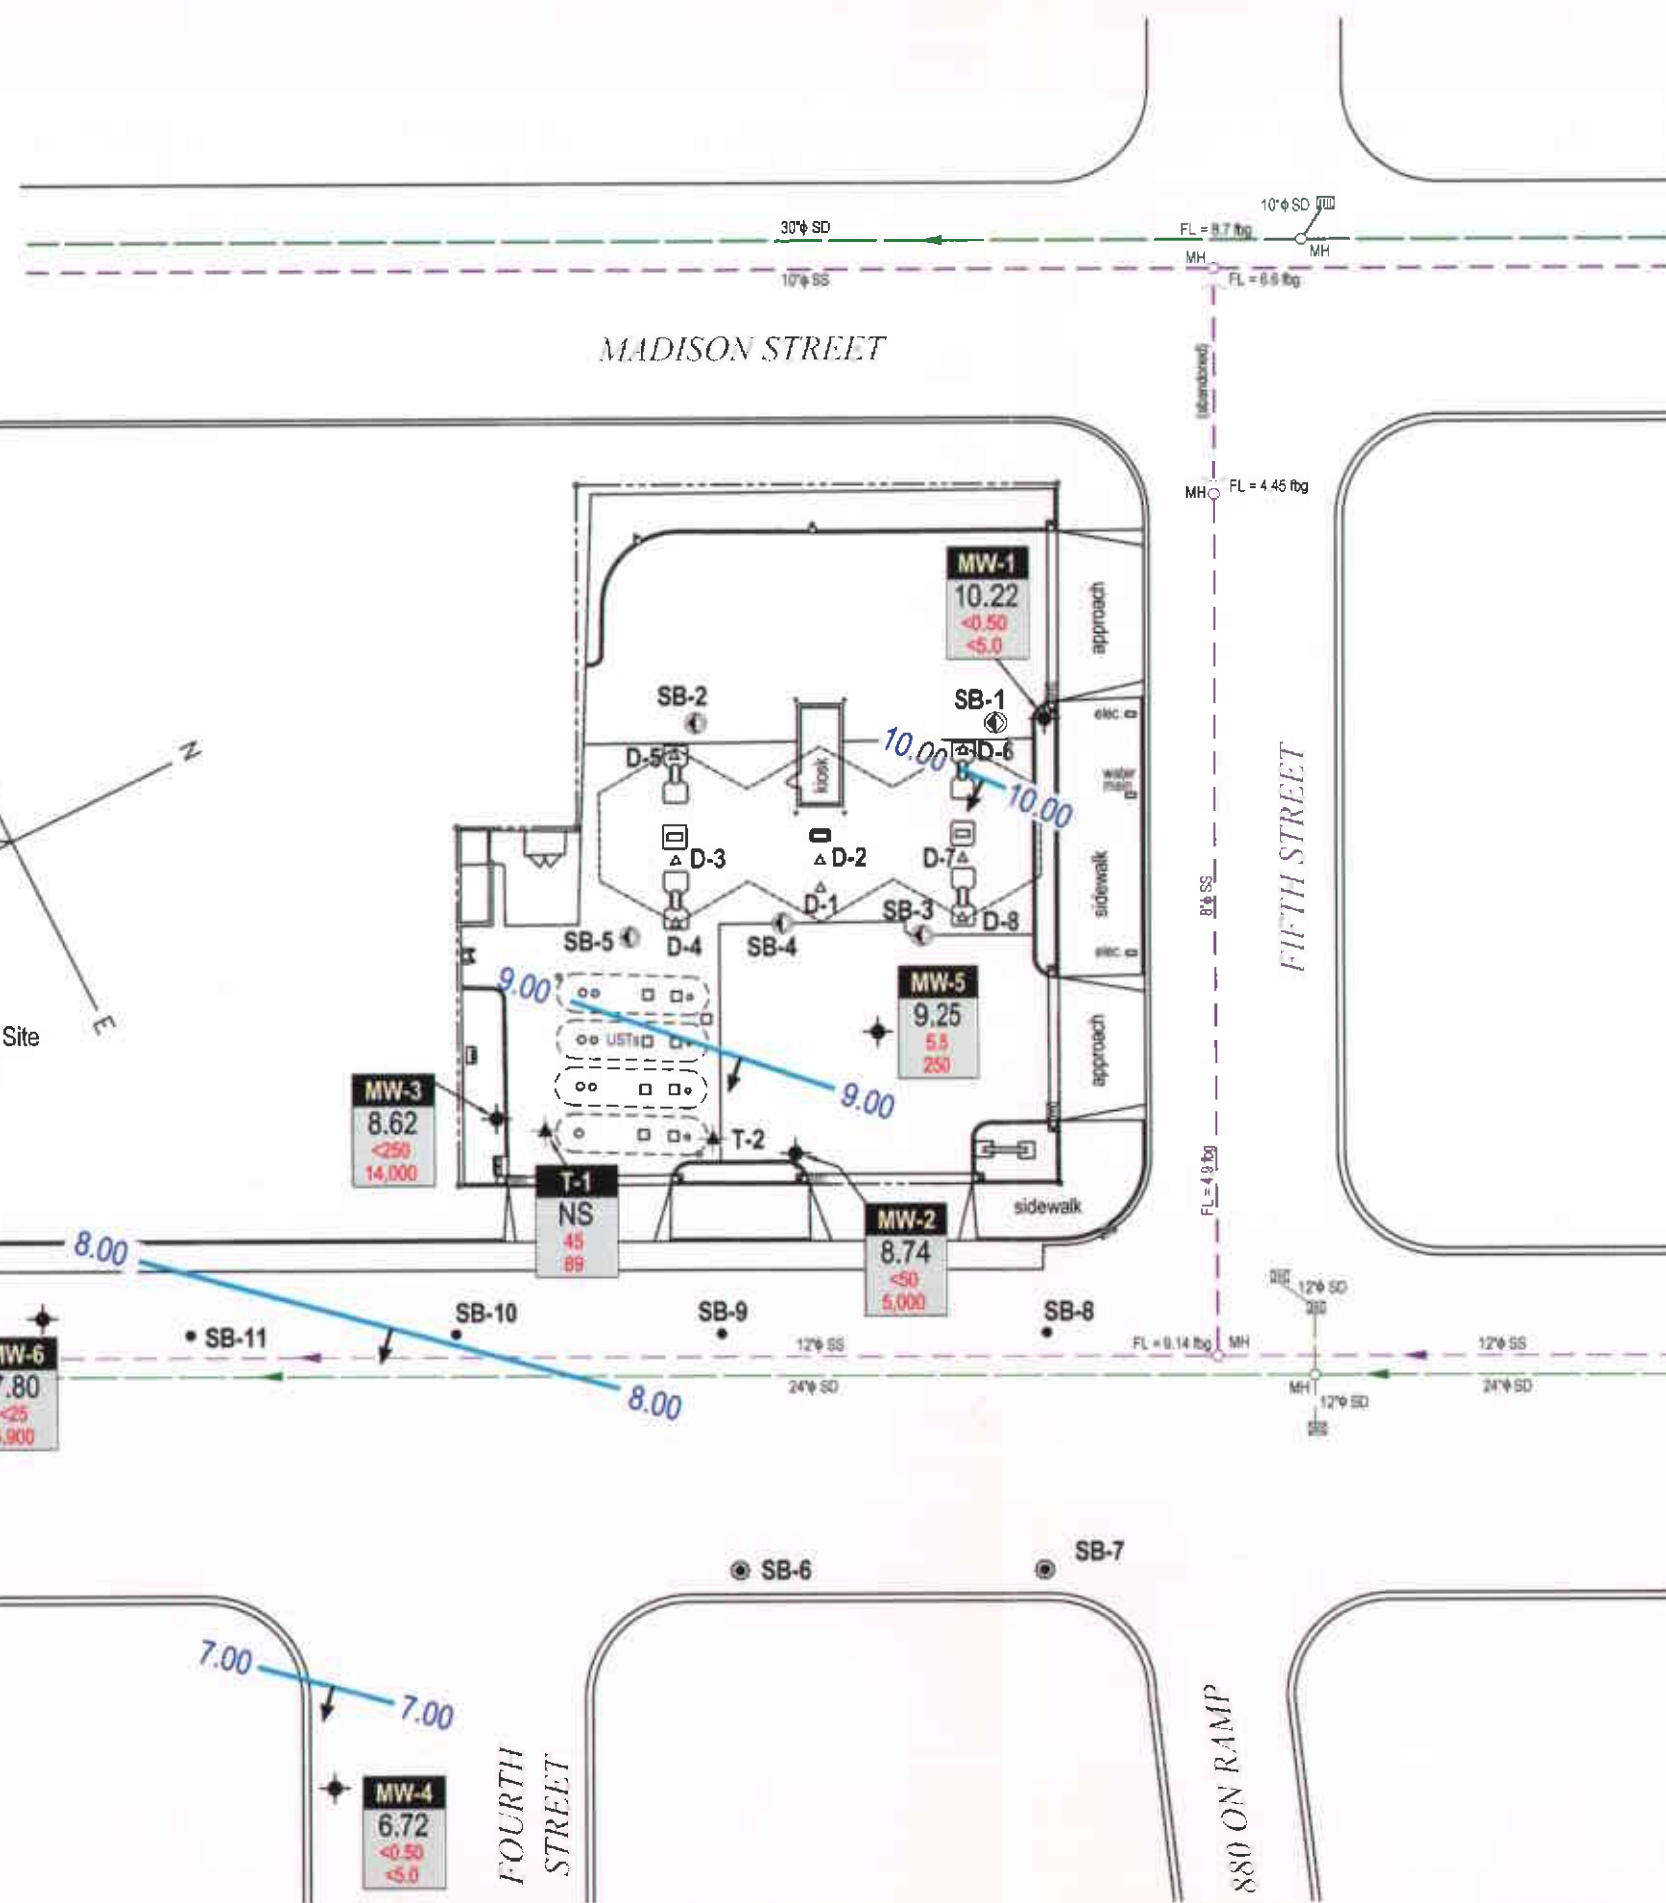 10"ϕ SD
30"ϕ SD
FL = 8.7 fbg
MH
MH
10"ϕ SS
FL = 6.6 fbg
MADISON STREET
(abandoned)
MH
FL = 4.45 fbg
MW-1
10.22
<0.50
<5.0
approach
SB-2
SB-1
elec.
D-5
kiosk
10.00
D-6
water
main
10.00
FIFTH STREET
D-3
D-2
D-7
sidewalk
8"ϕ SS
D-1
SB-3
D-8
SB-5
D-4
SB-4
elec.
N
E
Site
9.00
USTs
MW-5
9.25
5.5
250
approach
9.00
MW-3
8.62
<250
14,000
T-2
T-1
NS
45
89
FL = 4.9 fbg
sidewalk
MW-2
8.74
<50
5,000
8.00
12"ϕ SD
SB-11
SB-10
SB-9
SB-8
12"ϕ SS
FL = 9.14 fbg
MH
12"ϕ SS
MW-6
7.80
<25
,900
8.00
24"ϕ SD
MH
24"ϕ SD
12"ϕ SD
SB-6
SB-7
7.00
7.00
FOURTH
STREET
880 ON RAMP
MW-4
6.72
<0.50
<5.0